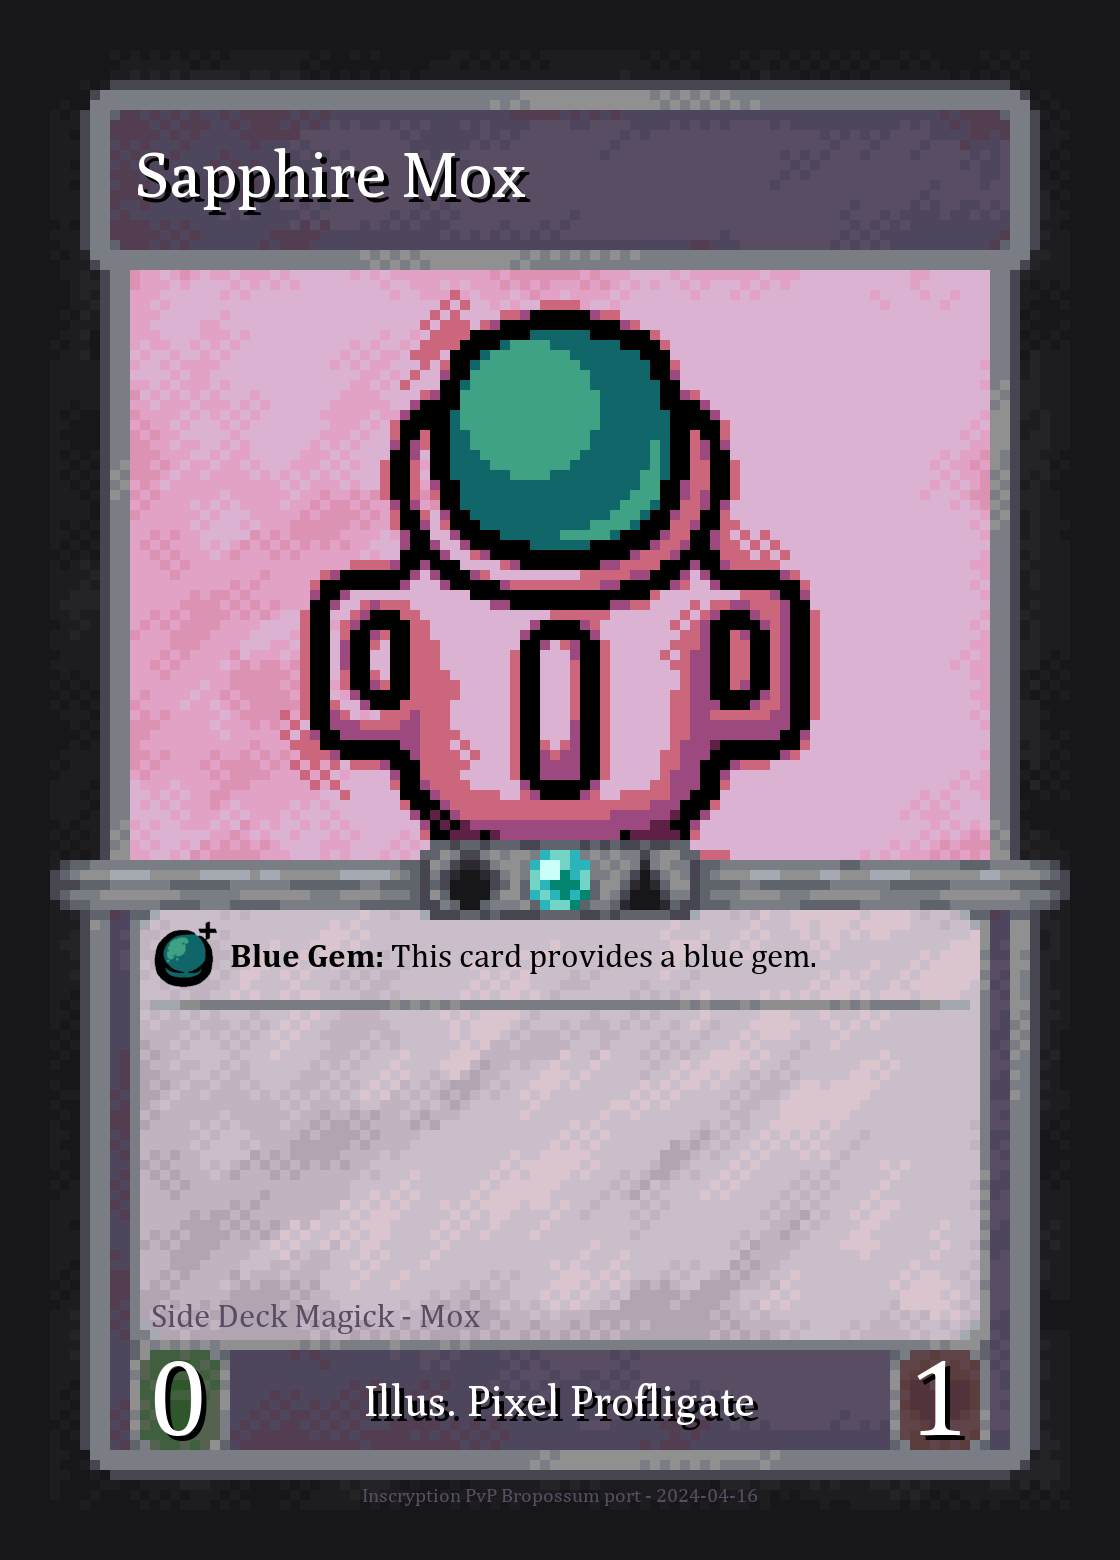 Sapphire Mox
Blue Gem: This card provides a blue gem.
Side Deck Magick - Mox
0
Illus. Pixel Profligate
1
Inscryption PvP Bropossum port - 2024-04-16